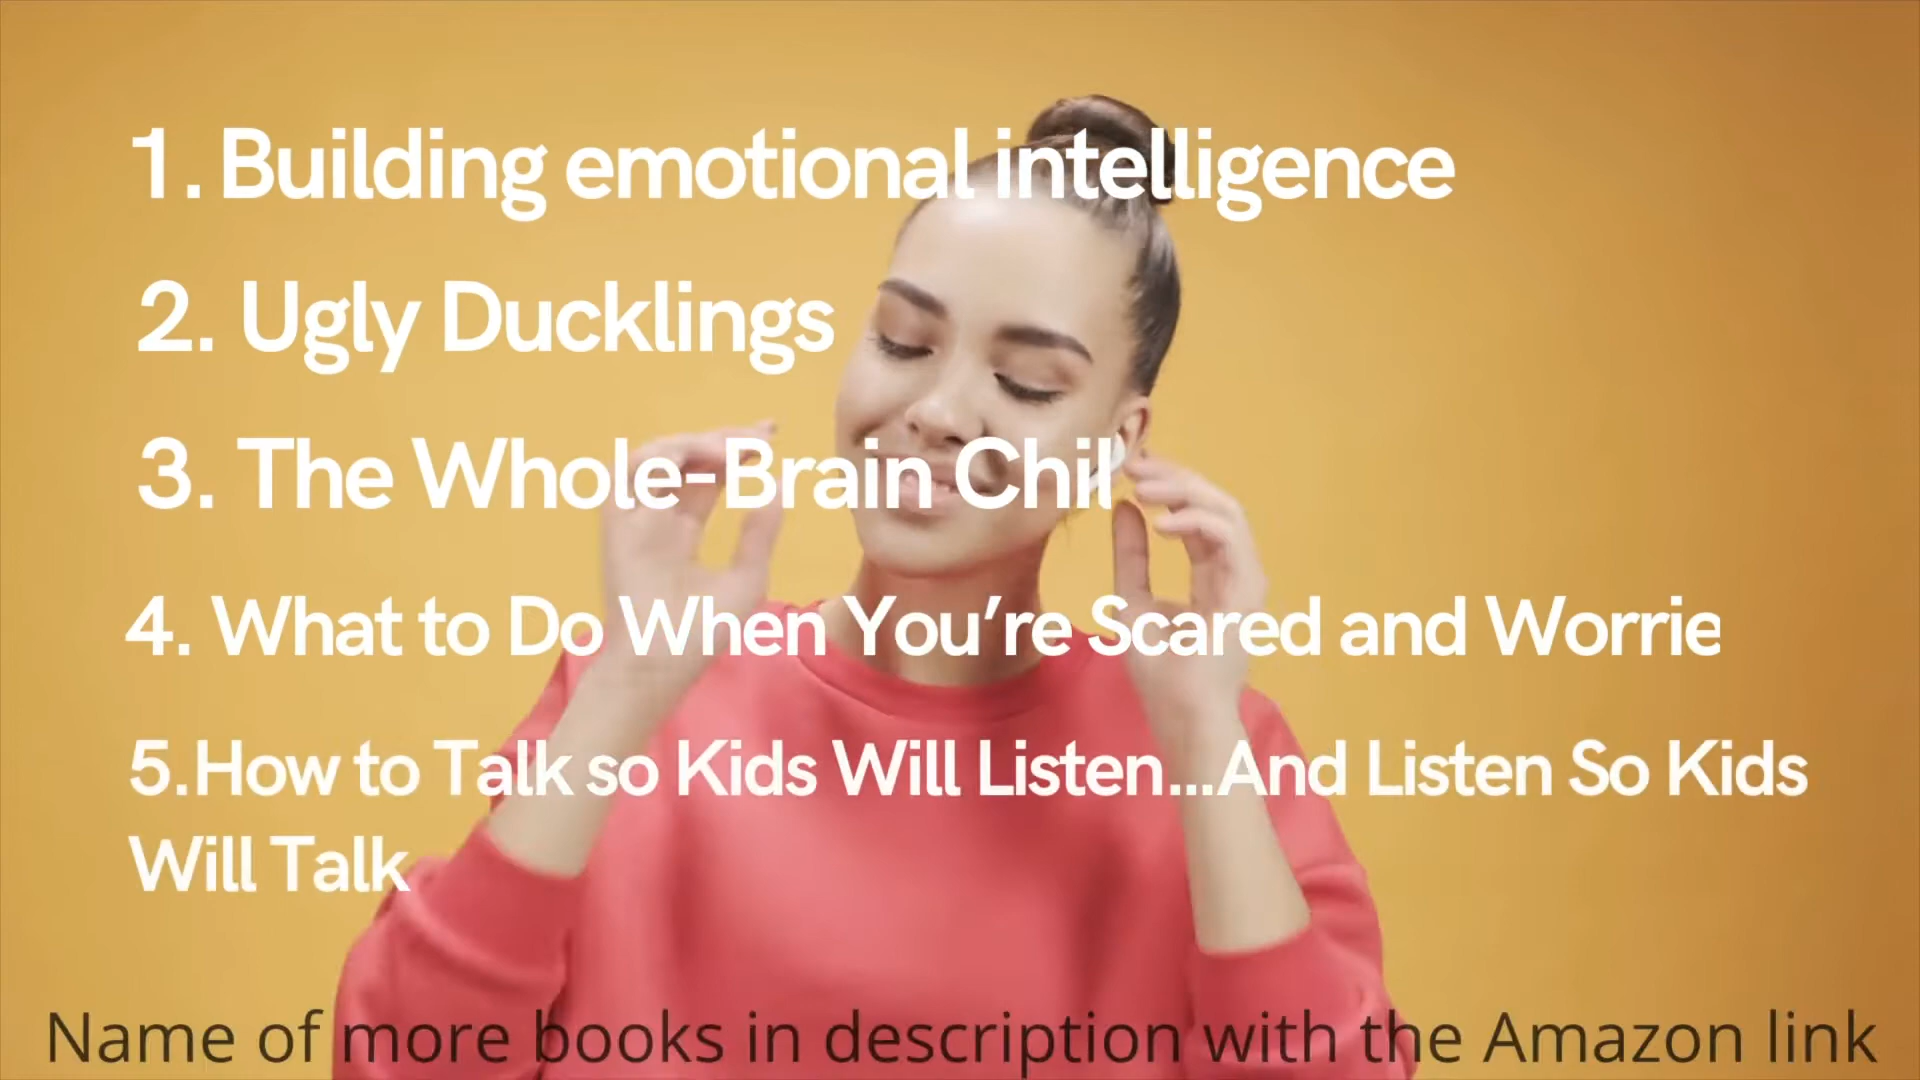 1. Building emotional intelligence
2. Ugly Ducklings
3. The Whole-Brain Chil
4. What to Do When You’re Scared and Worrie
5.How to Talk so Kids Will Listen...And Listen So Kids
Will Talk
Name of more books in description with the Amazon link